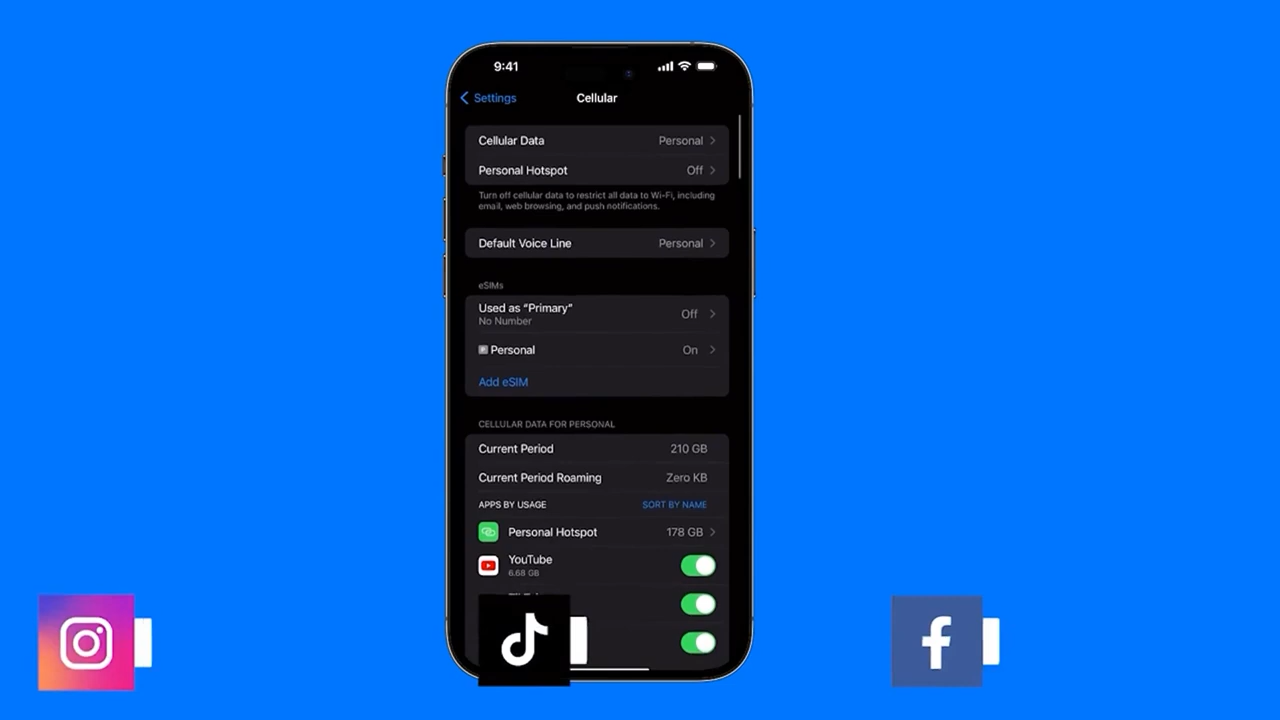 9:41
Settings
Cellular
Cellular Data Personal
Personal Hotspot Off
Turn off cellular data to restrict all data to Wi-Fi, including
email, web browsing, and push notifications.
Default Voice Line Personal
eSIMs
Used as “Primary” Off
No Number
P Personal On
Add eSIM
CELLULAR DATA FOR PERSONAL
Current Period 210 GB
Current Period Roaming Zero KB
APPS BY USAGE SORT BY NAME
Personal Hotspot 178 GB
YouTube
6.68 GB